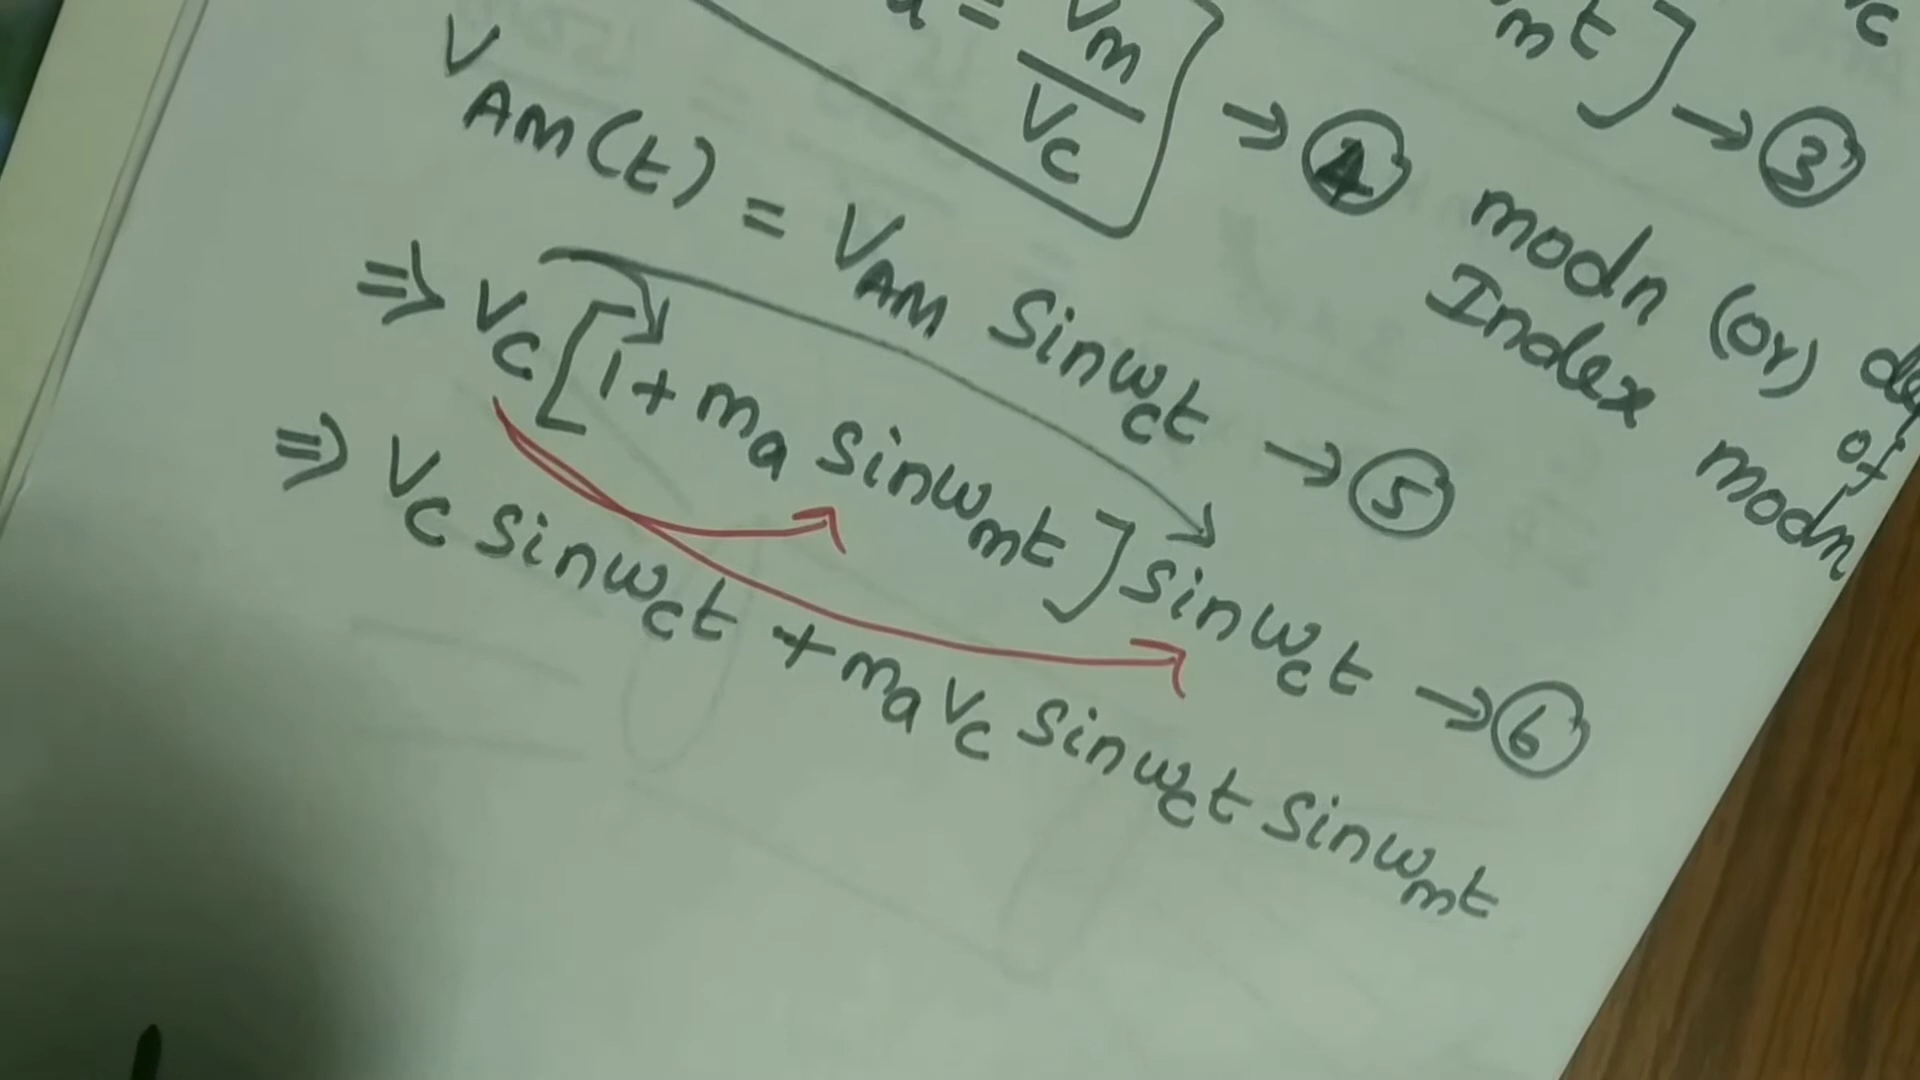 = Vm/Vc → ④ modn (or)
mt] → ③
Index of modn
VAM(t) = VAM Sinwct → ⑤
⇒ Vc[1+ma Sinwmt]Sinwct → ⑥
⇒ Vc Sinwct + ma Vc Sinwct Sinwmt